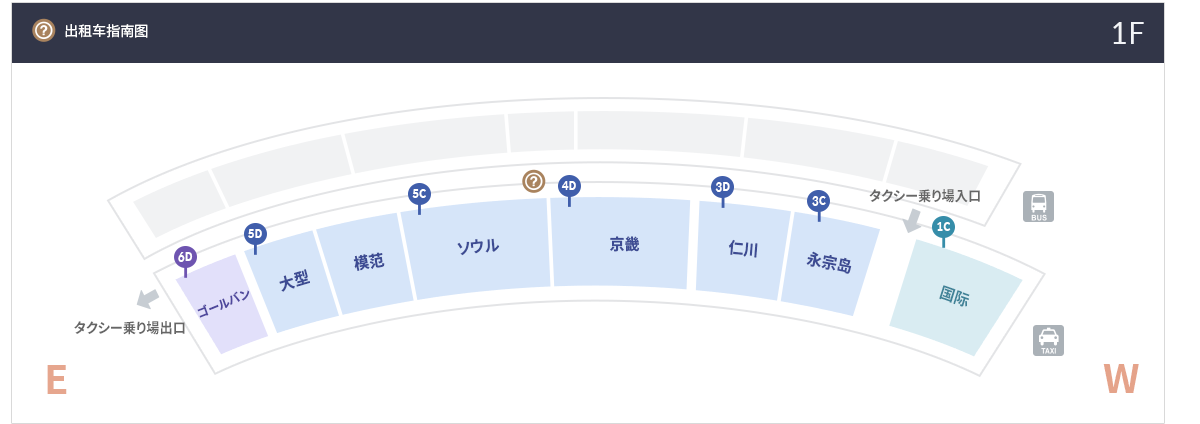 出租车指南图
1F
5C
4D
3D
3C
タクシー乗り場入口
BUS
1C
5D
6D
ゴールバン
大型
模范
ソウル
京畿
仁川
永宗岛
国际
タクシー乗り場出口
TAXI
E
W